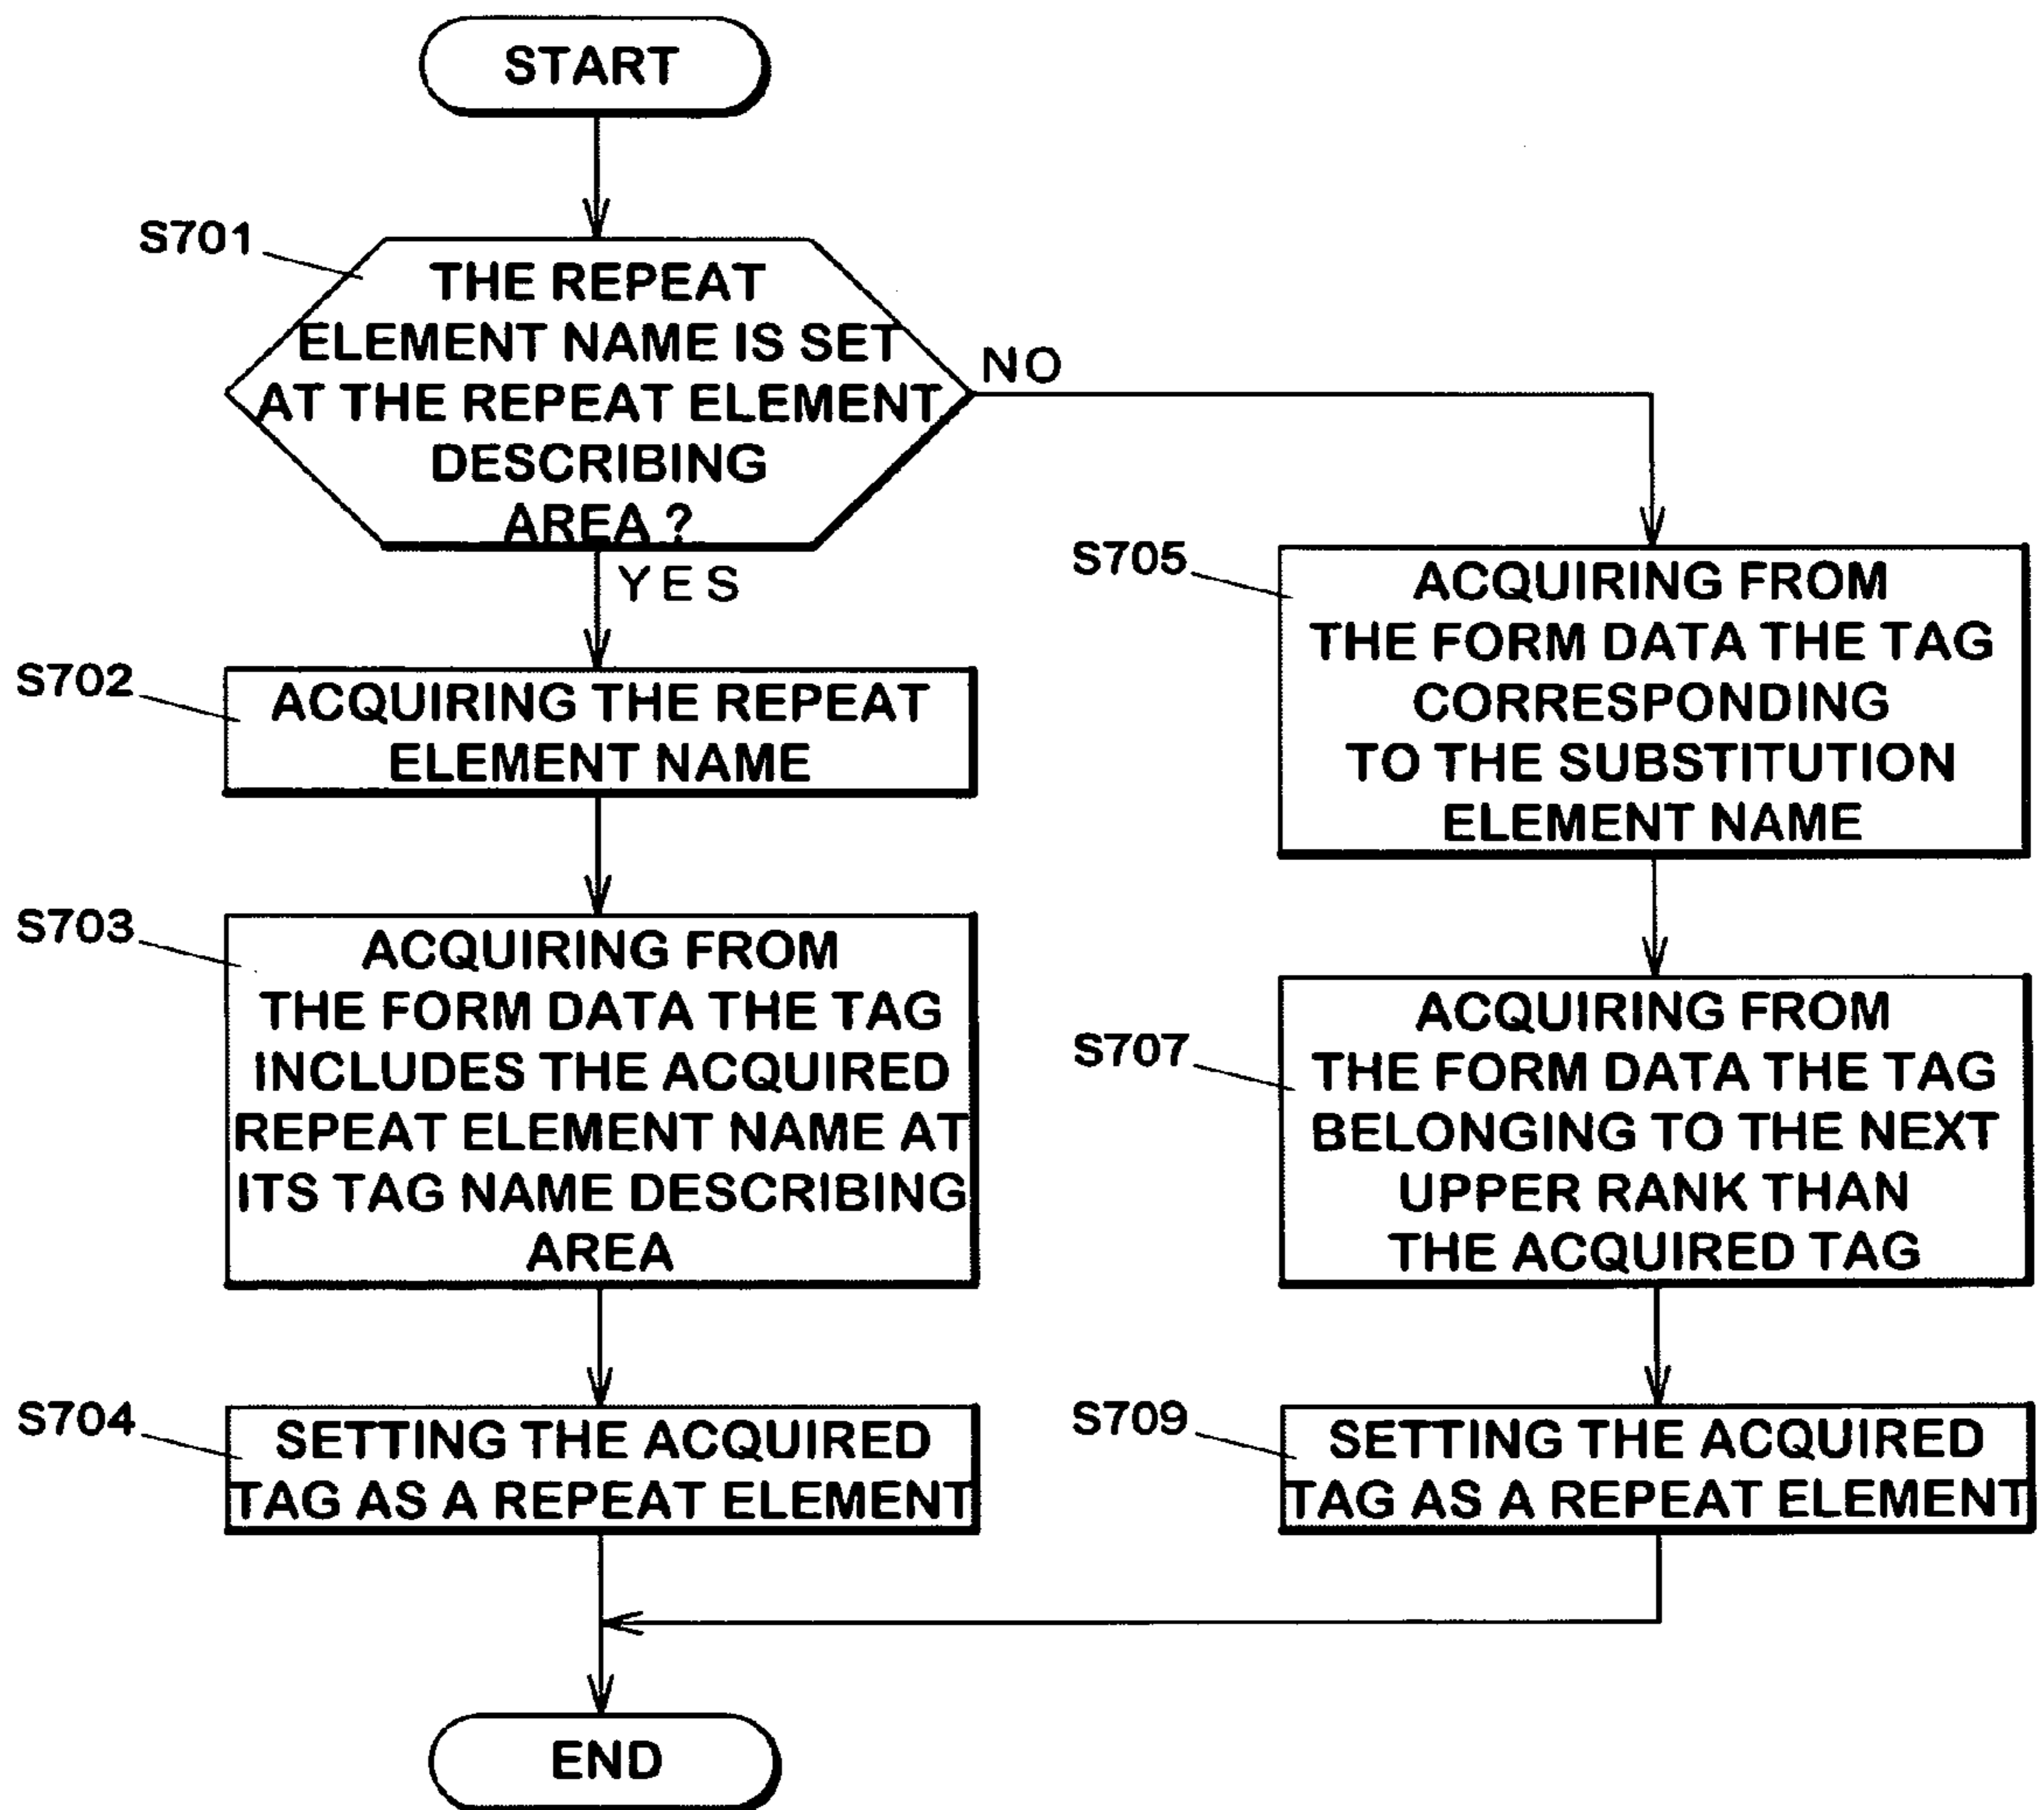 START
S701
THE REPEAT
ELEMENT NAME IS SET
AT THE REPEAT ELEMENT
DESCRIBING
AREA ?
NO
YES
S702
ACQUIRING THE REPEAT
ELEMENT NAME
S703
ACQUIRING FROM
THE FORM DATA THE TAG
INCLUDES THE ACQUIRED
REPEAT ELEMENT NAME AT
ITS TAG NAME DESCRIBING
AREA
S704
SETTING THE ACQUIRED
TAG AS A REPEAT ELEMENT
S705
ACQUIRING FROM
THE FORM DATA THE TAG
CORRESPONDING
TO THE SUBSTITUTION
ELEMENT NAME
S707
ACQUIRING FROM
THE FORM DATA THE TAG
BELONGING TO THE NEXT
UPPER RANK THAN
THE ACQUIRED TAG
S709
SETTING THE ACQUIRED
TAG AS A REPEAT ELEMENT
END